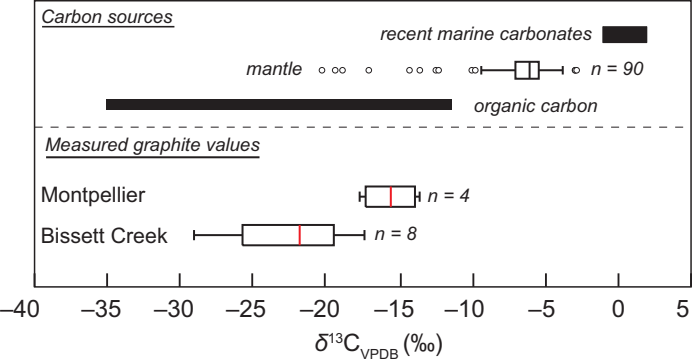 Carbon sources
recent marine carbonates
mantle n = 90
organic carbon
Measured graphite values
Montpellier n = 4
Bissett Creek n = 8
–40 –35 –30 –25 –20 –15 –10 –5 0 5
δ¹³C_VPDB (‰)